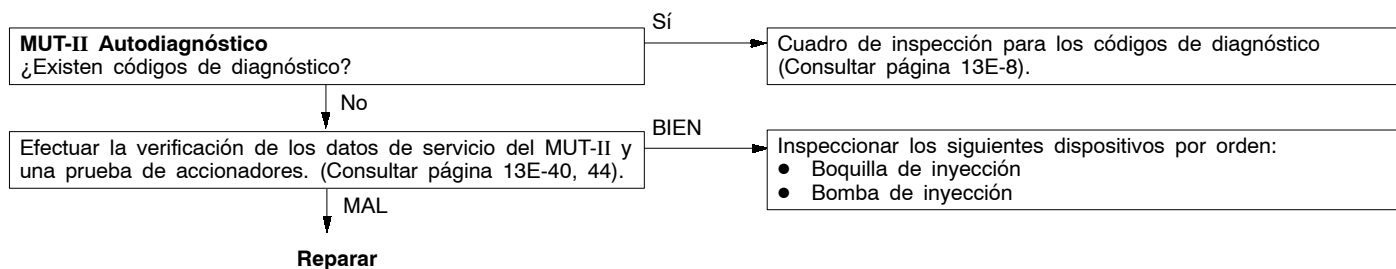 MUT-II Autodiagnóstico
¿Existen códigos de diagnóstico?
Sí
Cuadro de inspección para los códigos de diagnóstico
(Consultar página 13E-8).
No
Efectuar la verificación de los datos de servicio del MUT-II y
una prueba de accionadores. (Consultar página 13E-40, 44).
BIEN
Inspeccionar los siguientes dispositivos por orden:
● Boquilla de inyección
● Bomba de inyección
MAL
Reparar